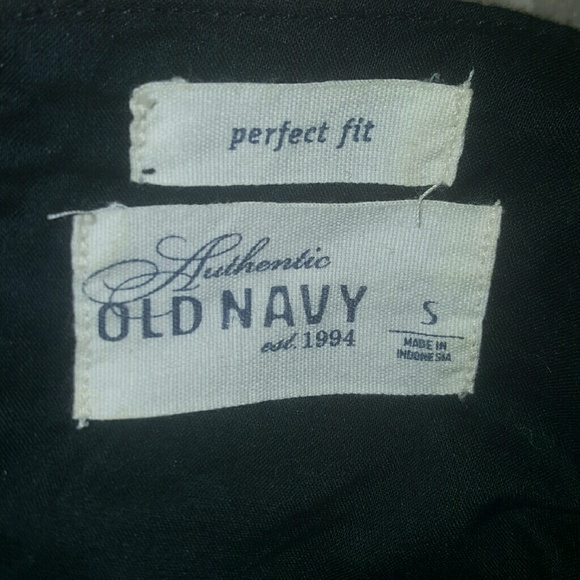 perfect fit
Authentic
OLD NAVY
est. 1994
S
MADE IN
INDONESIA